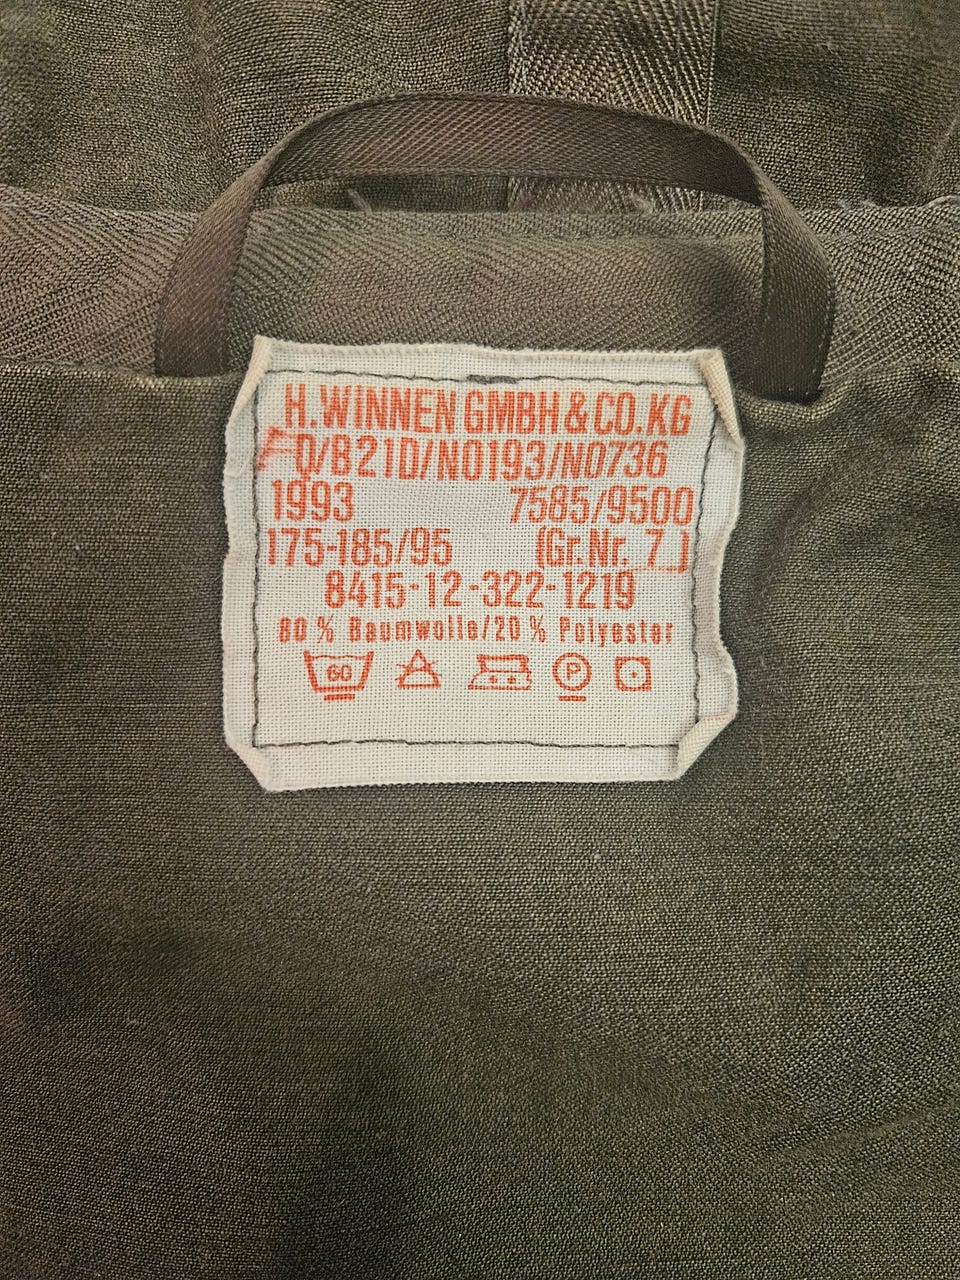 H.WINNEN GMBH & CO.KG
Q/B21D/N0193/N0736
1993 7585/9500
175-185/95 (Gr.Nr. 7 )
8415-12-322-1219
80 % Baumwolle/20 % Polyester
60 P